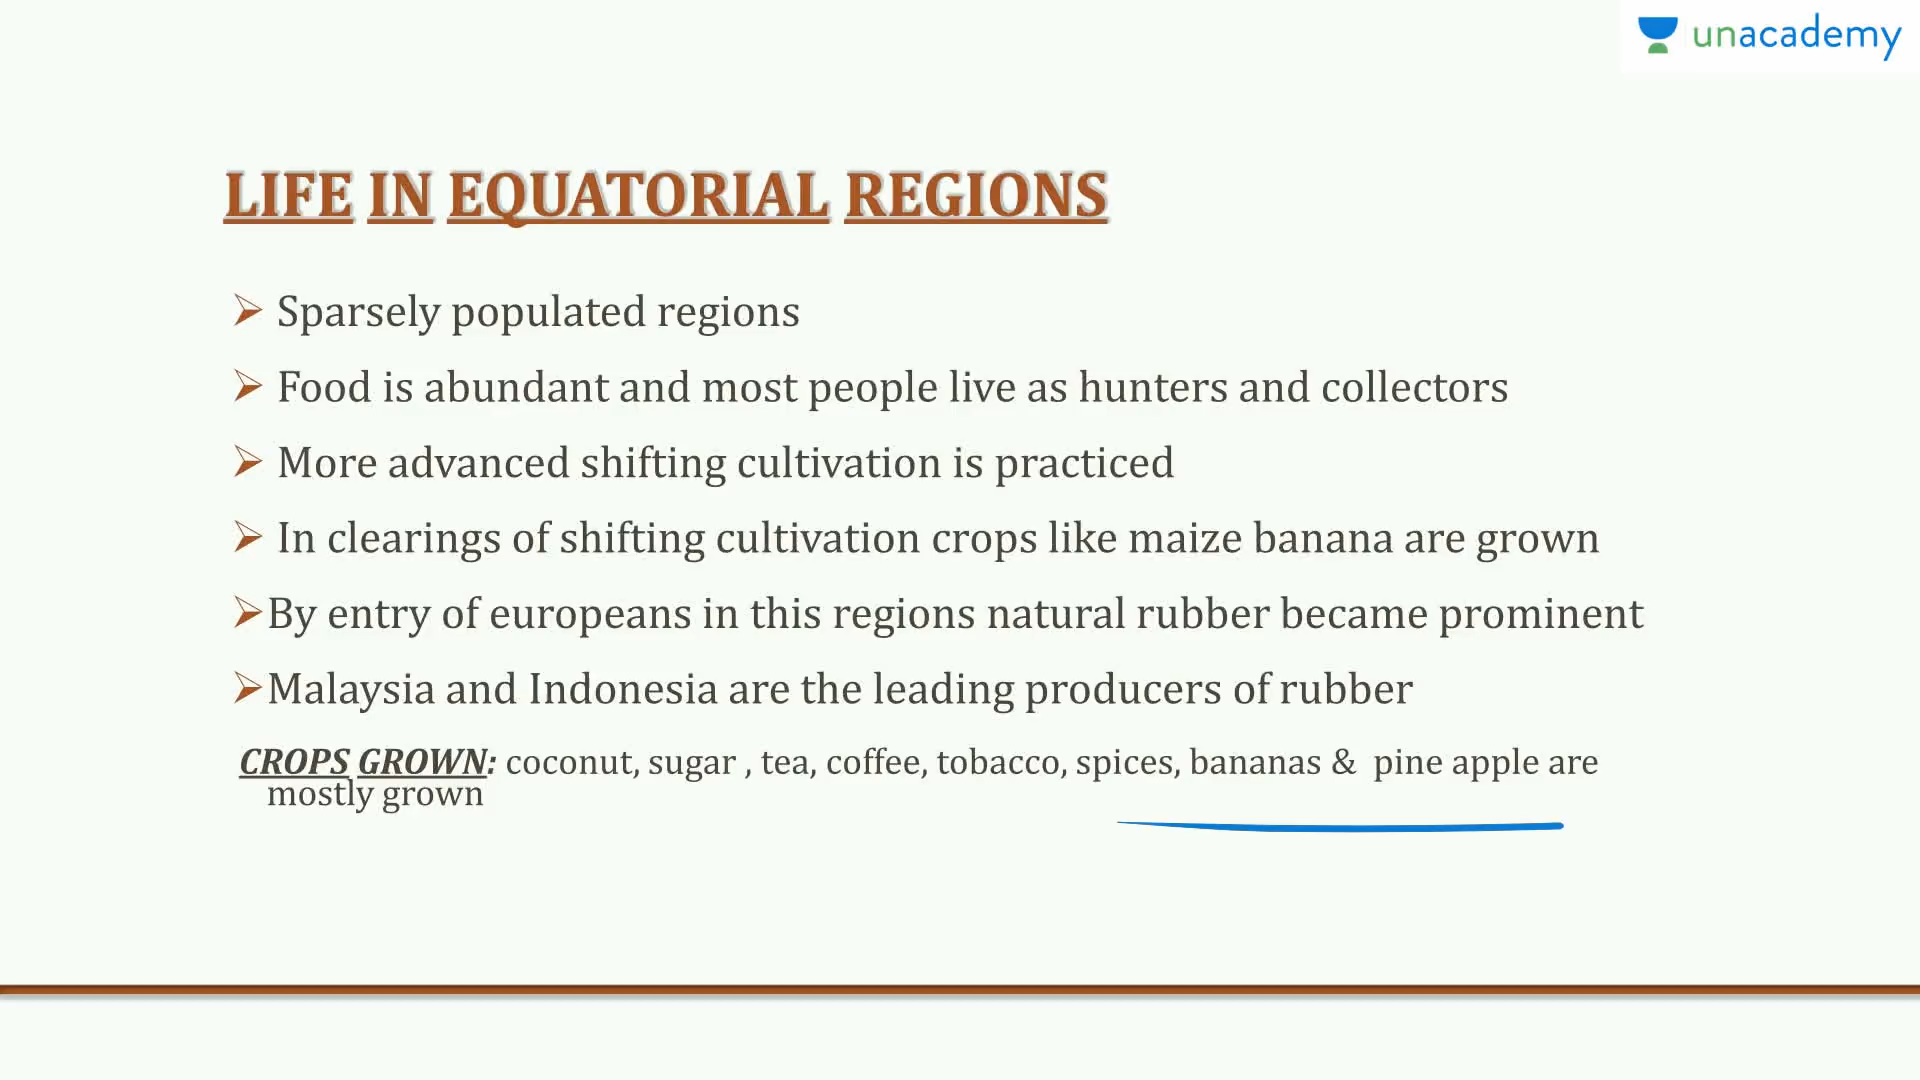 unacademy
LIFE IN EQUATORIAL REGIONS
Sparsely populated regions
Food is abundant and most people live as hunters and collectors
More advanced shifting cultivation is practiced
In clearings of shifting cultivation crops like maize banana are grown
By entry of europeans in this regions natural rubber became prominent
Malaysia and Indonesia are the leading producers of rubber
CROPS GROWN: coconut, sugar , tea, coffee, tobacco, spices, bananas & pine apple are
mostly grown